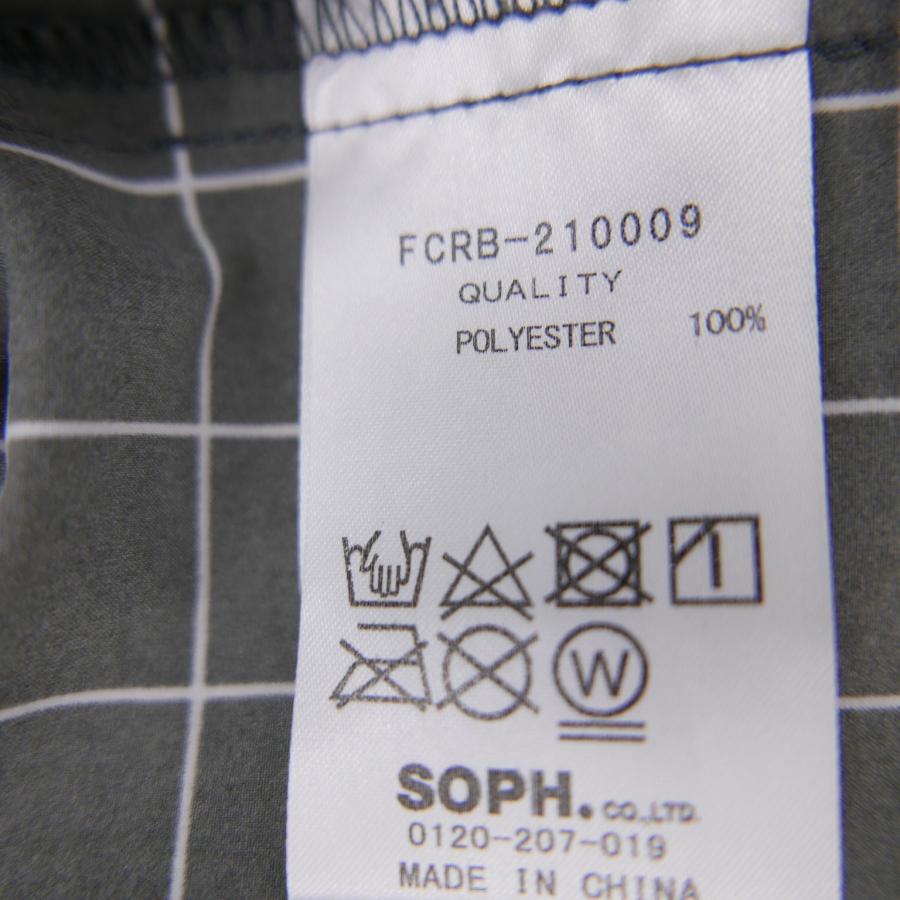 FCRB-210009
QUALITY
POLYESTER 100%
W
SOPH. CO.,LTD.
0120-207-019
MADE IN CHINA